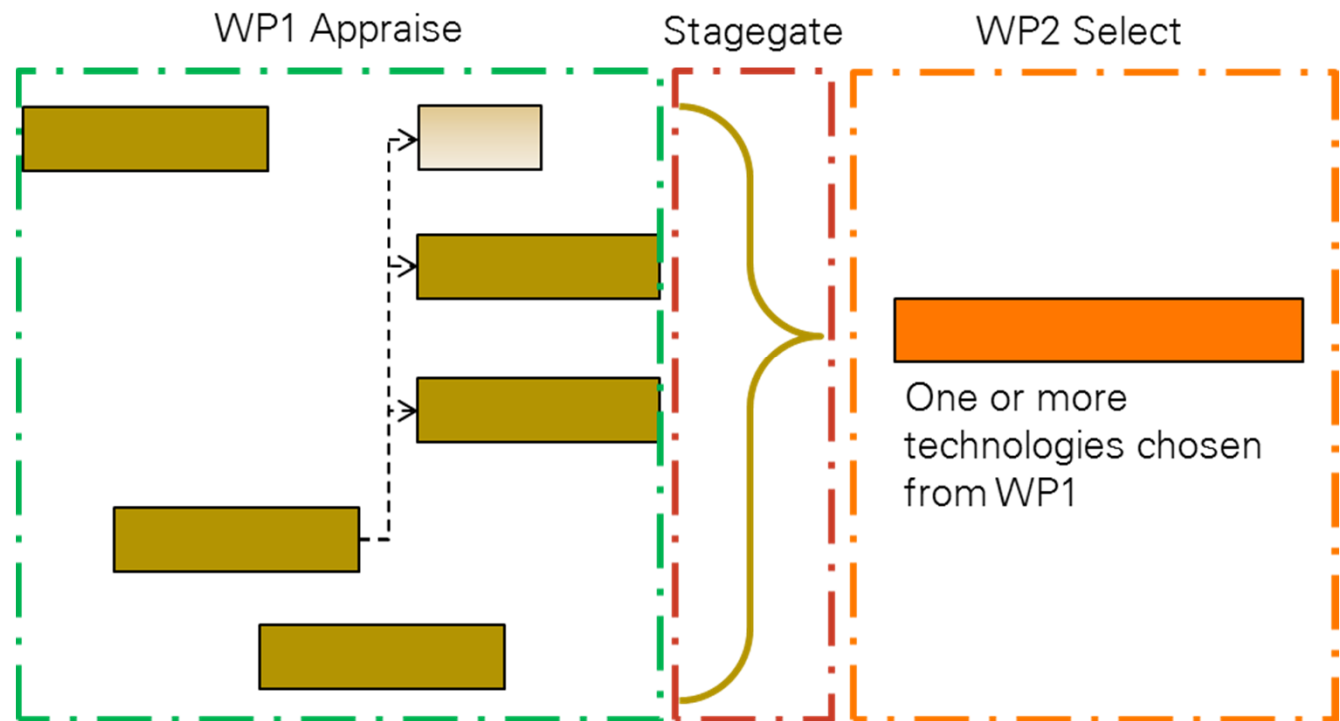 WP1 Appraise
Stagegate
WP2 Select
One or more
technologies chosen
from WP1